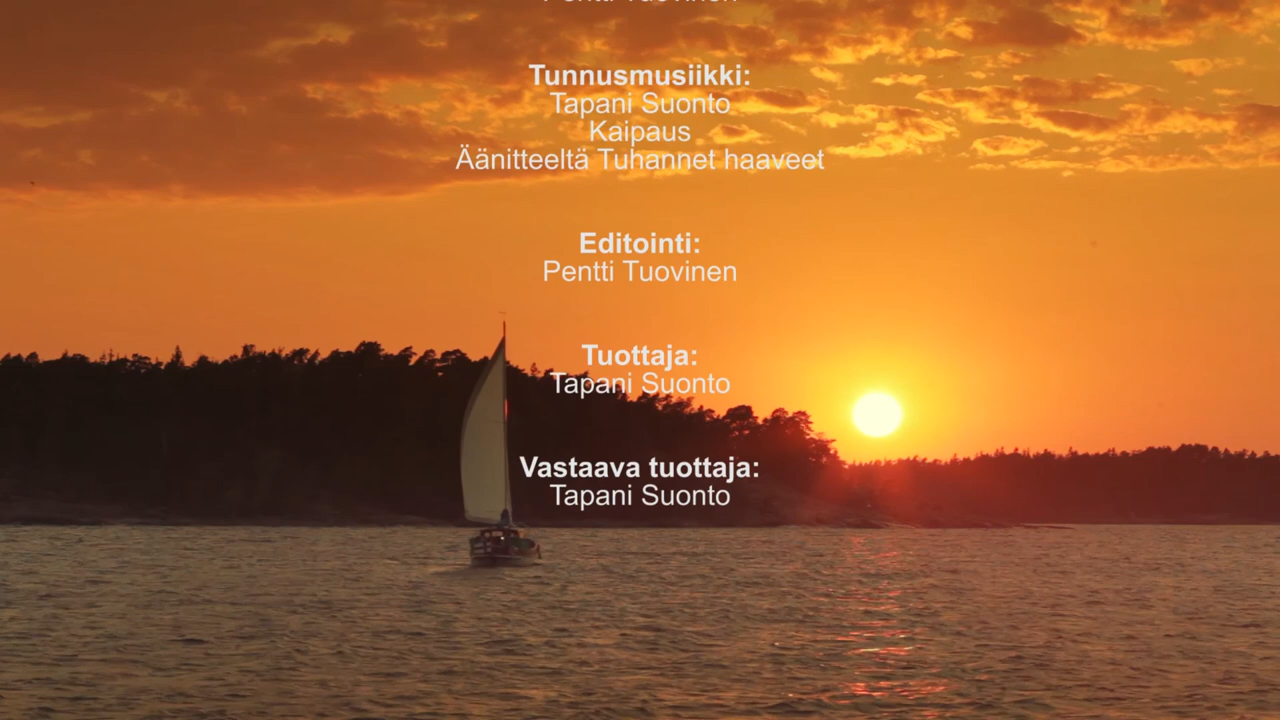 Tunnusmusiikki:
Tapani Suonto
Kaipaus
Äänitteeltä Tuhannet haaveet
Editointi:
Pentti Tuovinen
Tuottaja:
Tapani Suonto
Vastaava tuottaja:
Tapani Suonto